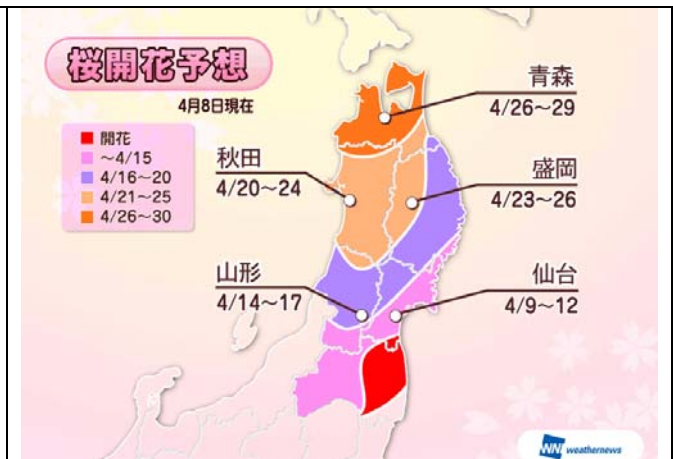 桜開花予想
4月8日現在
開花
～4/15
4/16～20
4/21～25
4/26～30
青森
4/26～29
秋田
4/20～24
盛岡
4/23～26
山形
4/14～17
仙台
4/9～12
WNI weathernews